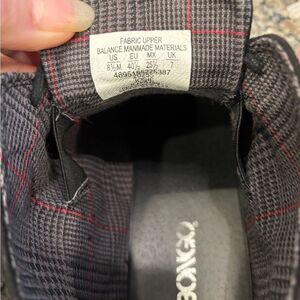 FABRIC UPPER
BALANCE MANMADE MATERIALS
US EU MX UK
8½M 40½ 25½ 7
BONGO